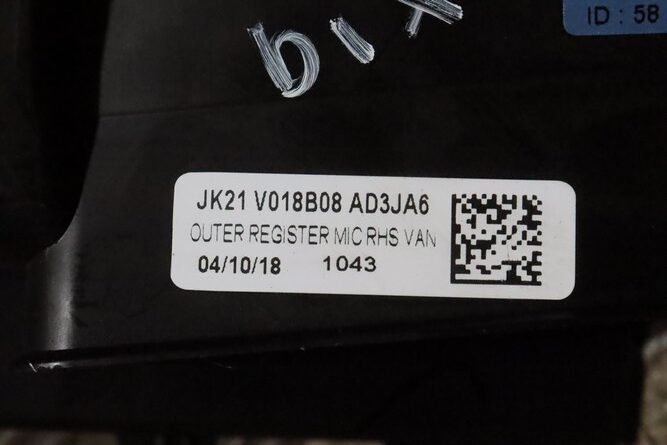 ID : 58
JK21 V018B08 AD3JA6
OUTER REGISTER MIC RHS VAN
04/10/18 1043